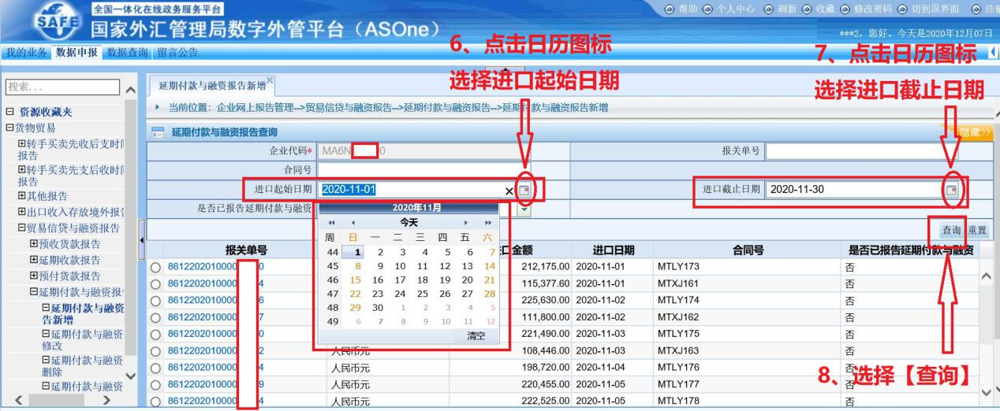 全国一体化在线政务服务平台
SAFE
国家外汇管理局数字外管平台（ASOne）
帮助 个人中心 刷新 收藏 修改密码 切到原界面 注销
***2，您好。今天是2020年12月07日
我的业务 数据申报 数据查询 留言公告
6、点击日历图标
选择进口起始日期
7、点击日历图标
选择进口截止日期
搜索...
资源收藏夹
货物贸易
转手买卖先收后支时间
报告
转手买卖先支后收时间
报告
其他报告
出口收入存放境外报告
贸易信贷与融资报告
预收货款报告
延期收款报告
预付货款报告
延期付款与融资报
延期付款与融资
告新增
延期付款与融资
修改
延期付款与融资
删除
延期付款与融资
延期付款与融资报告新增
当前位置：企业网上报告管理-->贸易信贷与融资报告-->延期付款与融资报告-->延期付款与融资报告新增
延期付款与融资报告查询
隐藏>>
企业代码* MA6N 0 报关单号
合同号
进口起始日期 2020-11-01 进口截止日期 2020-11-30
是否已报告延期付款与融资
查询 重置
2020年11月
今天
周 日 一 二 三 四 五 六
44 1 2 3 4 5 6 7
45 8 9 10 11 12 13 14
46 15 16 17 18 19 20 21
47 22 23 24 25 26 27 28
48 29 30 1 2 3 4 5
49 6 7 8 9 10 11 12
清空
报关单号 口金额 进口日期 合同号 是否已报告延期付款与融资
8612202010000 0 212,175.00 2020-11-01 MTLY173 否
8612202010000 4 115,377.60 2020-11-01 MTXJ161 否
8612202010000 6 225,630.00 2020-11-02 MTLY174 否
8612202010000 7 111,800.00 2020-11-02 MTXJ162 否
8612202010000 0 221,490.00 2020-11-03 MTLY175 否
8612202010000 2 人民币元 108,446.00 2020-11-03 MTXJ163 否
8612202010000 4 人民币元 198,720.00 2020-11-04 MTLY176 否
8612202010000 9 人民币元 220,455.00 2020-11-05 MTLY177 否
8612202010000 4 人民币元 222,525.00 2020-11-05 MTLY178 否
8、选择【查询】